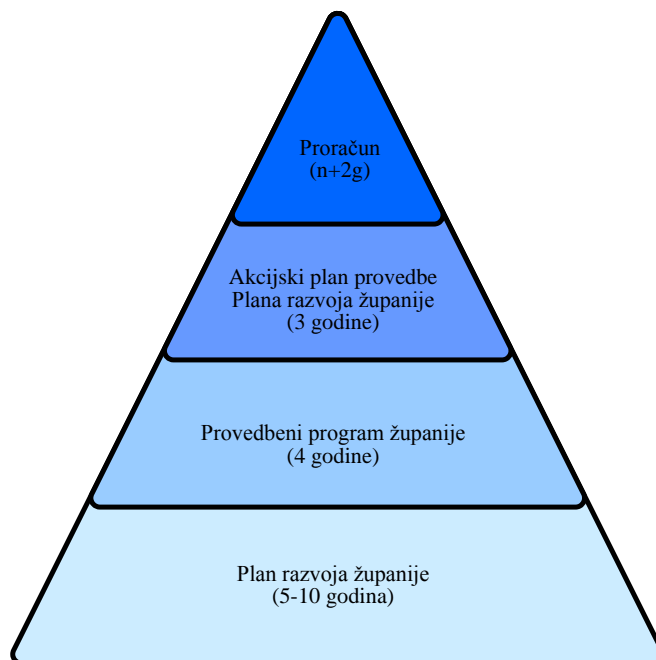 Proračun
(n+2g)
Akcijski plan provedbe
Plana razvoja županije
(3 godine)
Provedbeni program županije
(4 godine)
Plan razvoja županije
(5-10 godina)